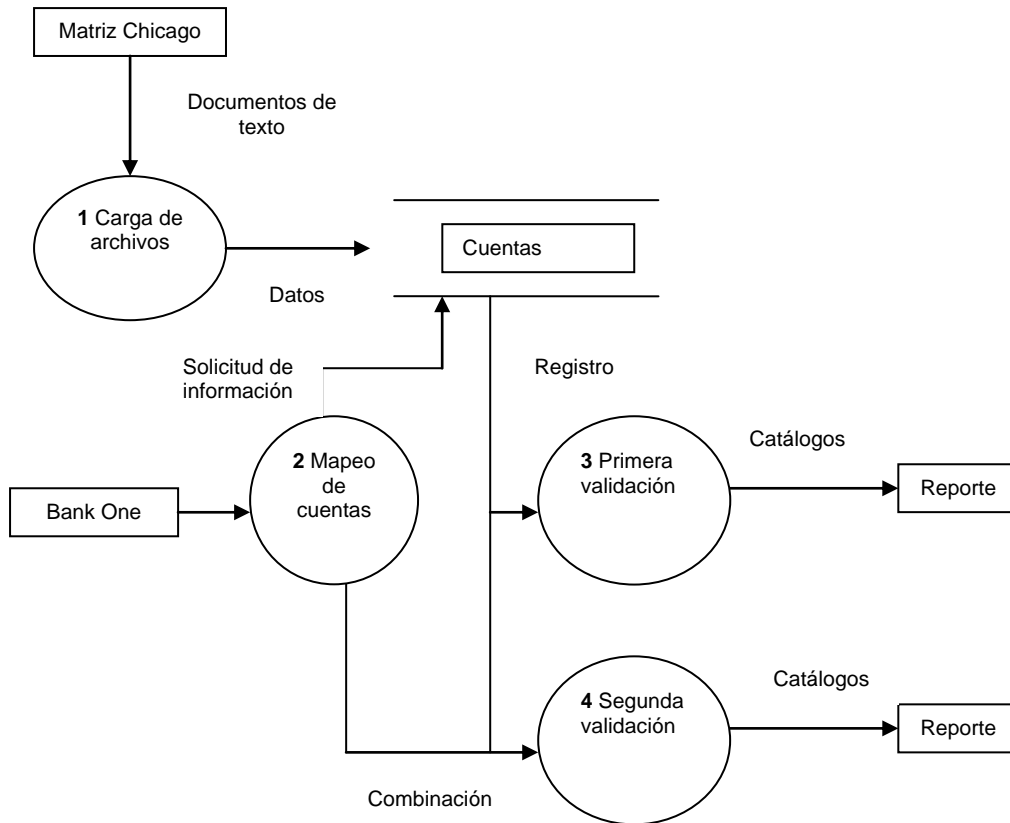 Matriz Chicago
Documentos de
texto
1 Carga de
archivos
Cuentas
Datos
Solicitud de
información
Registro
2 Mapeo
de
cuentas
3 Primera
validación
Catálogos
Reporte
Bank One
4 Segunda
validación
Catálogos
Reporte
Combinación